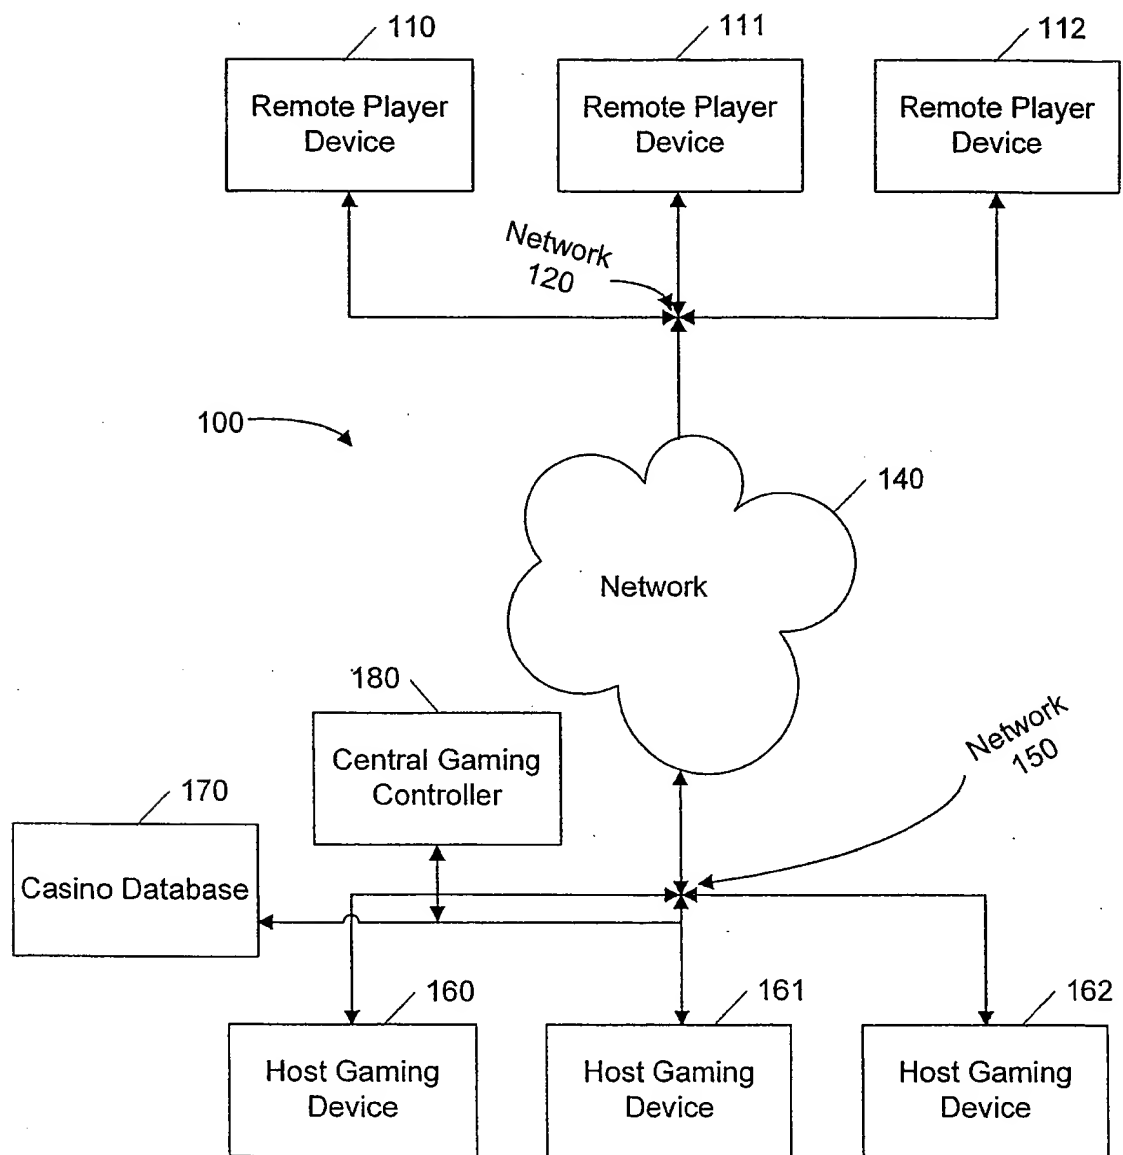 110
111
112
Remote Player
Device
Remote Player
Device
Remote Player
Device
Network
120
100
140
Network
180
Central Gaming
Controller
Network
150
170
Casino Database
160
161
162
Host Gaming
Device
Host Gaming
Device
Host Gaming
Device